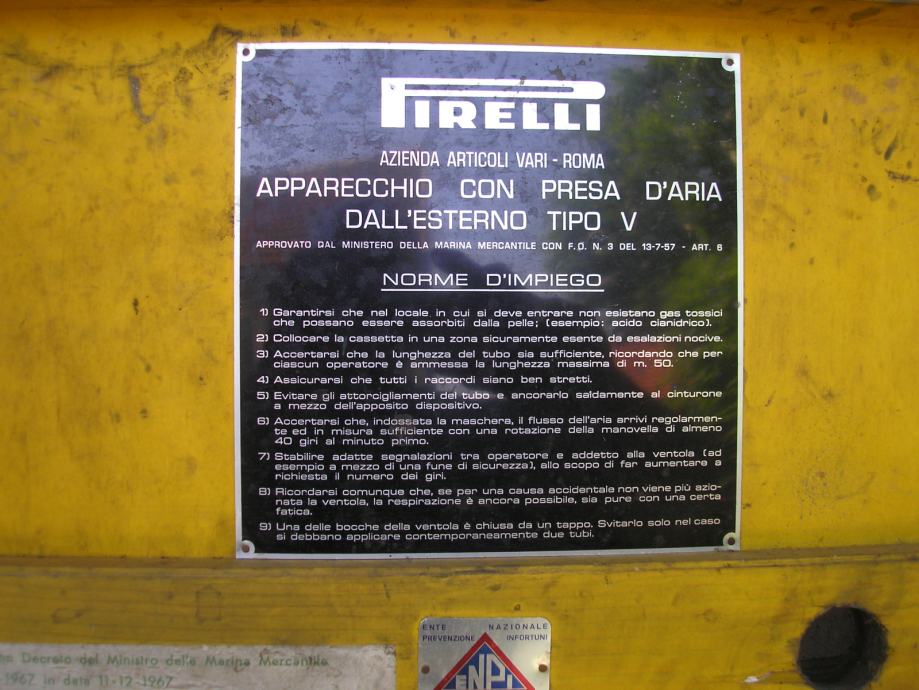 PIRELLI
AZIENDA ARTICOLI VARI - ROMA
APPARECCHIO CON PRESA D'ARIA
DALL'ESTERNO TIPO V
APPROVATO DAL MINISTERO DELLA MARINA MERCANTILE CON F.D. N. 3 DEL 13-7-57 - ART. 6
NORME D'IMPIEGO
1) Garantirsi che nel locale in cui si deve entrare non esistano gas tossici
che possano essere assorbiti dalla pelle; (esempio: acido cianidrico).
2) Collocare la cassetta in una zona sicuramente esente da esalazioni nocive.
3) Accertarsi che la lunghezza del tubo sia sufficiente, ricordando che per
ciascun operatore è ammessa la lunghezza massima di m. 50.
4) Assicurarsi che tutti i raccordi siano ben stretti.
5) Evitare gli attorcigliamenti del tubo e ancorarlo saldamente al cinturone
a mezzo dell'apposito dispositivo.
6) Accertarsi che, indossata la maschera, il flusso dell'aria arrivi regolarmen-
te ed in misura sufficiente con una rotazione della manovella di almeno
40 giri al minuto primo.
7) Stabilire adatte segnalazioni tra operatore e addetto alla ventola (ad
esempio a mezzo di una fune di sicurezza), allo scopo di far aumentare a
richiesta il numero dei giri.
8) Ricordarsi comunque che, se per una causa accidentale non viene più azio-
nata la ventola, la respirazione è ancora possibile, sia pure con una certa
fatica.
9) Una delle bocche della ventola è chiusa da un tappo. Svitarlo solo nel caso
si debbano applicare contemporaneamente due tubi.
ENTE NAZIONALE
PREVENZIONE INFORTUNI
ENPI
Decreto del Ministro della Marina Mercantile
1967 in data 11-12-1967